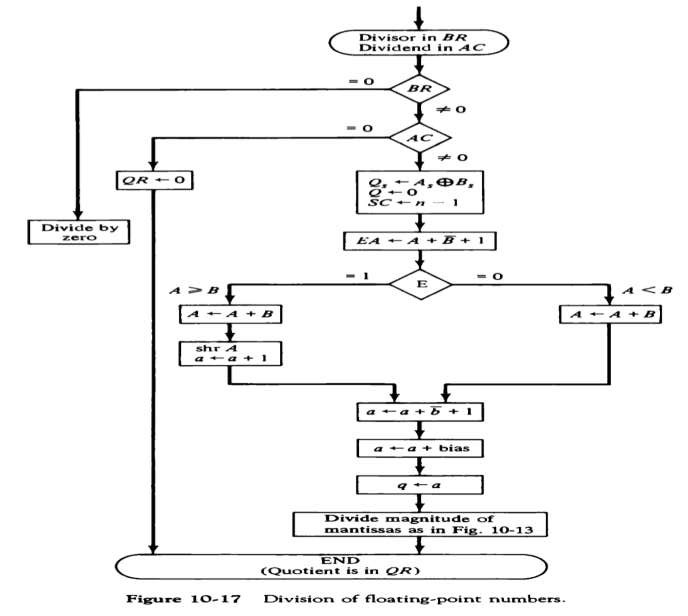 Divisor in BR
Dividend in AC
= 0
BR
≠ 0
= 0
AC
≠ 0
QR ← 0
Qₛ ← Aₛ ⊕ Bₛ
Q ← 0
SC ← n − 1
Divide by
zero
EA ← A + B̅ + 1
= 1
E
= 0
A ⩾ B
A < B
A ← A + B
A ← A + B
shr A
a ← a + 1
a ← a + b̅ + 1
a ← a + bias
q ← a
Divide magnitude of
mantissas as in Fig. 10-13
END
(Quotient is in QR)
Figure 10-17 Division of floating-point numbers.